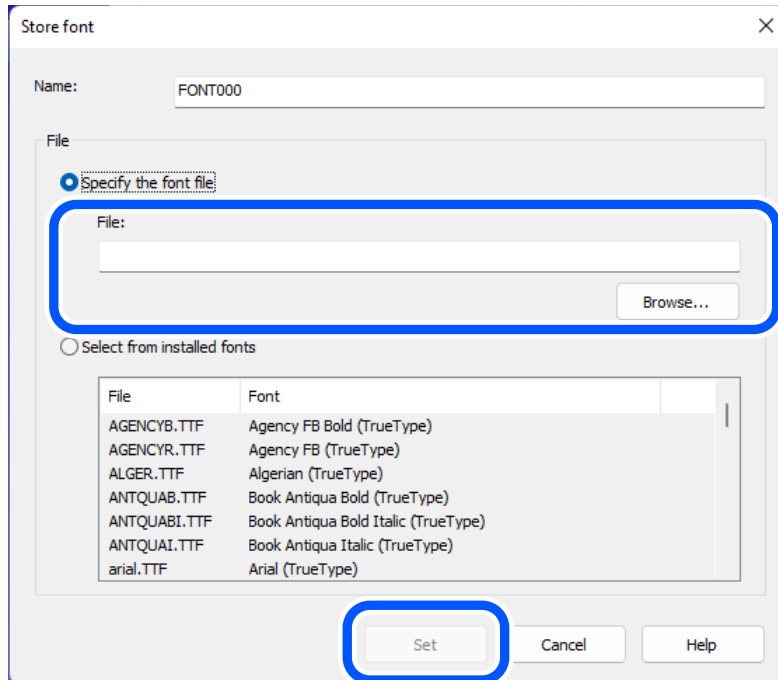 Store font
Name: FONT000
File
Specify the font file
File:
Browse...
Select from installed fonts
File Font
AGENCYB.TTF Agency FB Bold (TrueType)
AGENCYR.TTF Agency FB (TrueType)
ALGER.TTF Algerian (TrueType)
ANTQUAB.TTF Book Antiqua Bold (TrueType)
ANTQUABI.TTF Book Antiqua Bold Italic (TrueType)
ANTQUAI.TTF Book Antiqua Italic (TrueType)
arial.TTF Arial (TrueType)
Set Cancel Help